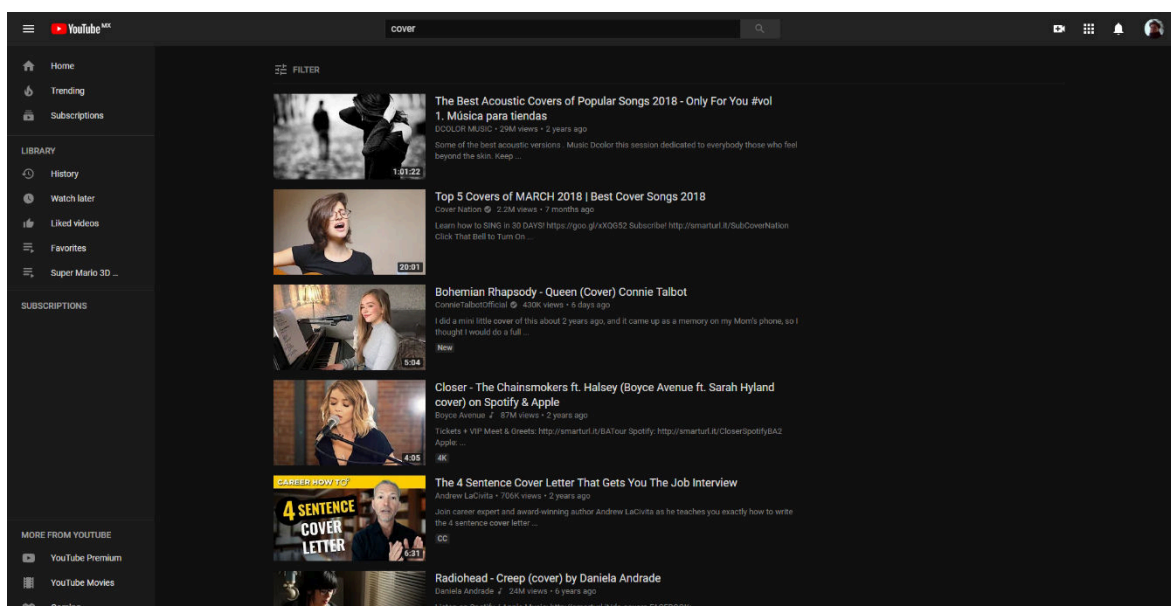 YouTube MX
cover
Home
Trending
Subscriptions
LIBRARY
History
Watch later
Liked videos
Favorites
Super Mario 3D ...
SUBSCRIPTIONS
MORE FROM YOUTUBE
YouTube Premium
YouTube Movies
FILTER
1:01:22
The Best Acoustic Covers of Popular Songs 2018 - Only For You #vol
1. Música para tiendas
DCOLOR MUSIC • 29M views • 2 years ago
Some of the best acoustic versions . Music Dcolor this session dedicated to everybody those who feel
beyond the skin. Keep ...
20:01
Top 5 Covers of MARCH 2018 | Best Cover Songs 2018
Cover Nation 2.2M views • 7 months ago
Learn how to SING in 30 DAYS! https://goo.gl/xXQG52 Subscribe! http://smarturl.it/SubCoverNation
Click That Bell to Turn On ...
5:04
Bohemian Rhapsody - Queen (Cover) Connie Talbot
ConnieTalbotOfficial 430K views • 6 days ago
I did a mini little cover of this about 2 years ago, and it came up as a memory on my Mom's phone, so I
thought I would do a full ...
New
4:05
Closer - The Chainsmokers ft. Halsey (Boyce Avenue ft. Sarah Hyland
cover) on Spotify & Apple
Boyce Avenue ♪ 87M views • 2 years ago
Tickets + VIP Meet & Greets: http://smarturl.it/BATour Spotify: http://smarturl.it/CloserSpotifyBA2
Apple: ...
4K
CAREER HOW TO
4 SENTENCE
COVER
LETTER
6:31
The 4 Sentence Cover Letter That Gets You The Job Interview
Andrew LaCivita • 706K views • 2 years ago
Join career expert and award-winning author Andrew LaCivita as he teaches you exactly how to write
the 4 sentence cover letter ...
CC
Radiohead - Creep (cover) by Daniela Andrade
Daniela Andrade ♪ 24M views • 6 years ago